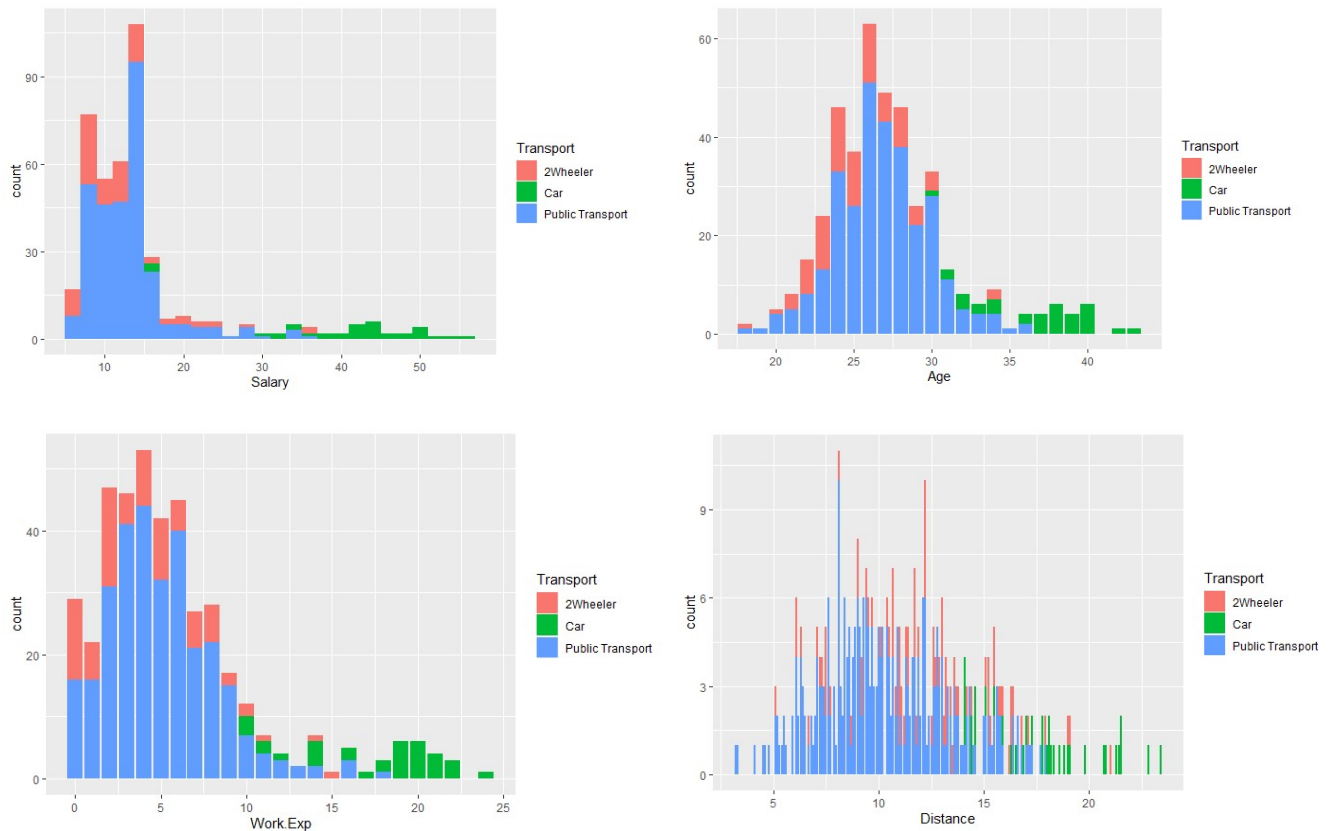 90
60
30
0
count
10
20
30
40
50
Salary
Transport
2Wheeler
Car
Public Transport
60
40
20
0
count
20
25
30
35
40
Age
Transport
2Wheeler
Car
Public Transport
40
20
0
count
0
5
10
15
20
25
Work.Exp
Transport
2Wheeler
Car
Public Transport
9
6
3
0
count
5
10
15
20
Distance
Transport
2Wheeler
Car
Public Transport